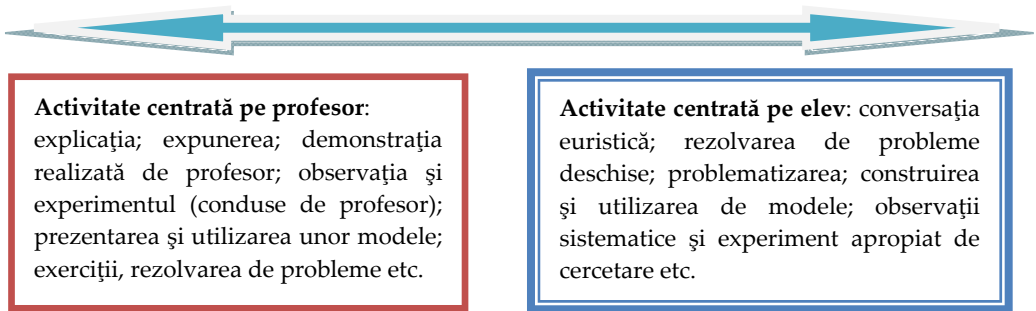 Activitate centrată pe profesor:
explicaţia; expunerea; demonstraţia
realizată de profesor; observaţia şi
experimentul (conduse de profesor);
prezentarea şi utilizarea unor modele;
exerciţii, rezolvarea de probleme etc.
Activitate centrată pe elev: conversaţia
euristică; rezolvarea de probleme
deschise; problematizarea; construirea
şi utilizarea de modele; observaţii
sistematice şi experiment apropiat de
cercetare etc.